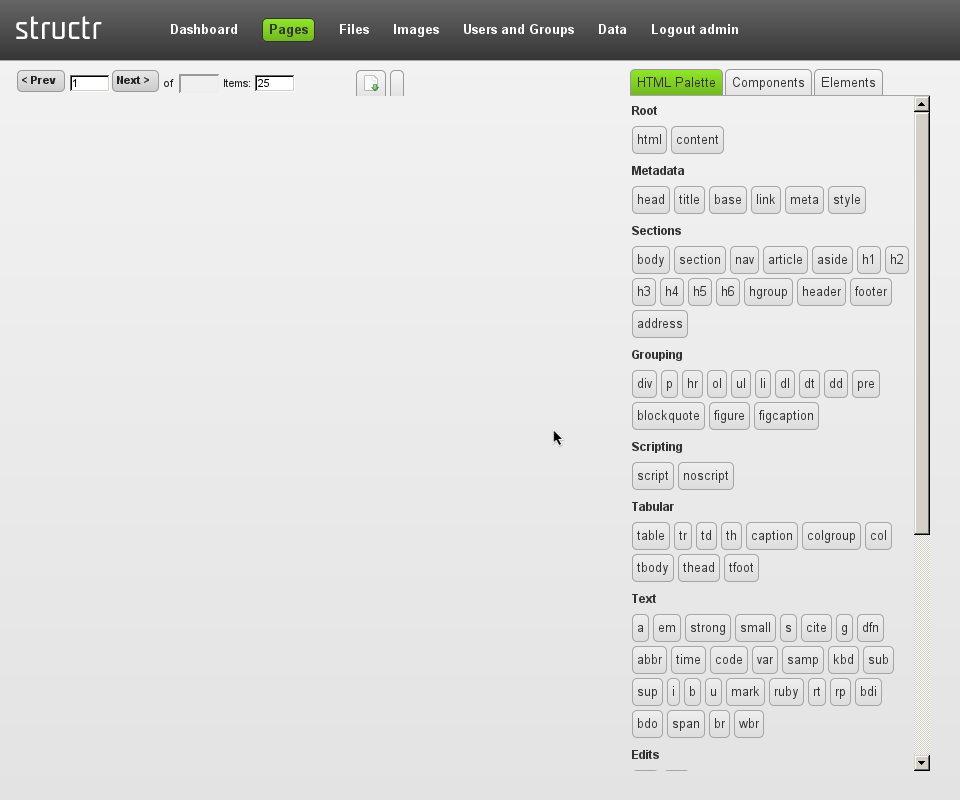 structr Dashboard Pages Files Images Users and Groups Data Logout admin
< Prev 1 Next > of Items: 25
HTML Palette Components Elements
Root
html content
Metadata
head title base link meta style
Sections
body section nav article aside h1 h2
h3 h4 h5 h6 hgroup header footer
address
Grouping
div p hr ol ul li dl dt dd pre
blockquote figure figcaption
Scripting
script noscript
Tabular
table tr td th caption colgroup col
tbody thead tfoot
Text
a em strong small s cite g dfn
abbr time code var samp kbd sub
sup i b u mark ruby rt rp bdi
bdo span br wbr
Edits